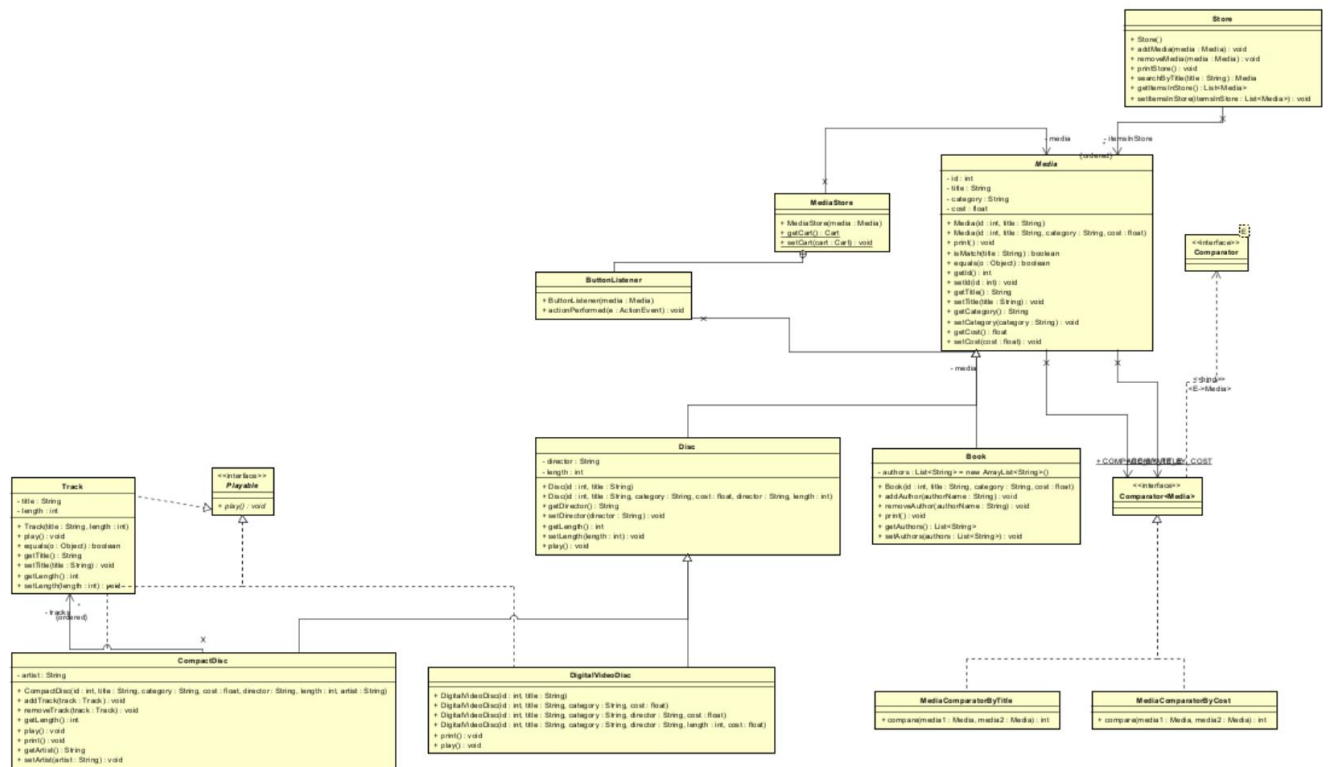 Store
+ Store()
+ addMedia(media : Media) : void
+ removeMedia(media : Media) : void
+ printStore() : void
+ searchByTitle(title : String) : Media
+ getItemsInStore() : List<Media>
+ setItemsInStore(itemsInStore : List<Media>) : void
- media
- itemsInStore
*
{ordered}
Media
- id : int
- title : String
- category : String
- cost : float
+ Media(id : int, title : String)
+ Media(id : int, title : String, category : String, cost : float)
+ print() : void
+ isMatch(title : String) : boolean
+ equals(o : Object) : boolean
+ getId() : int
+ setId(id : int) : void
+ getTitle() : String
+ setTitle(title : String) : void
+ getCategory() : String
+ setCategory(category : String) : void
+ getCost() : float
+ setCost(cost : float) : void
MediaStore
+ MediaStore(media : Media)
+ getCart() : Cart
+ setCart(cart : Cart) : void
E
<<interface>>
Comparator
ButtonListener
+ ButtonListener(media : Media)
+ actionPerformed(e : ActionEvent) : void
- media
<E->Media>
Disc
- director : String
- length : int
+ Disc(id : int, title : String)
+ Disc(id : int, title : String, category : String, cost : float, director : String, length : int)
+ getDirector() : String
+ setDirector(director : String) : void
+ getLength() : int
+ setLength(length : int) : void
+ play() : void
Book
- authors : List<String> = new ArrayList<String>()
+ Book(id : int, title : String, category : String, cost : float)
+ addAuthor(authorName : String) : void
+ removeAuthor(authorName : String) : void
+ print() : void
+ getAuthors() : List<String>
+ setAuthors(authors : List<String>) : void
COST
<<interface>>
Comparator<Media>
Track
- title : String
- length : int
+ Track(title : String, length : int)
+ play() : void
+ equals(o : Object) : boolean
+ getTitle() : String
+ setTitle(title : String) : void
+ getLength() : int
+ setLength(length : int) : void
<<interface>>
Playable
+ play() : void
- tracks
*
{ordered}
CompactDisc
- artist : String
+ CompactDisc(id : int, title : String, category : String, cost : float, director : String, length : int, artist : String)
+ addTrack(track : Track) : void
+ removeTrack(track : Track) : void
+ getLength() : int
+ play() : void
+ print() : void
+ getArtist() : String
+ setArtist(artist : String) : void
DigitalVideoDisc
+ DigitalVideoDisc(id : int, title : String)
+ DigitalVideoDisc(id : int, title : String, category : String, cost : float)
+ DigitalVideoDisc(id : int, title : String, category : String, director : String, cost : float)
+ DigitalVideoDisc(id : int, title : String, category : String, director : String, length : int, cost : float)
+ print() : void
+ play() : void
MediaComparatorByTitle
+ compare(media1 : Media, media2 : Media) : int
MediaComparatorByCost
+ compare(media1 : Media, media2 : Media) : int